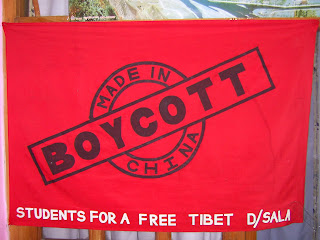 MADE IN
BOYCOTT
CHINA
STUDENTS FOR A FREE TIBET D/SALA